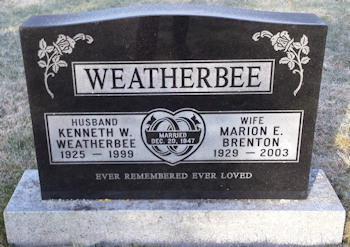 WEATHERBEE
HUSBAND
KENNETH W.
WEATHERBEE
1925 — 1999
MARRIED
DEC. 20, 1947
WIFE
MARION E.
BRENTON
1929 — 2003
EVER REMEMBERED EVER LOVED